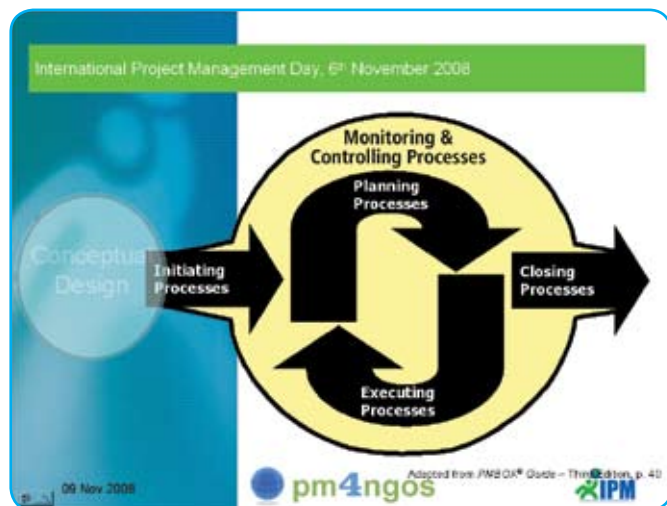 International Project Management Day, 6th November 2008
Monitoring &
Controlling Processes
Planning
Processes
Conceptual
Design
Initiating
Processes
Closing
Processes
Executing
Processes
Adapted from PMBOK® Guide – Third Edition, p. 40
09 Nov 2008
pm4ngos
IPM